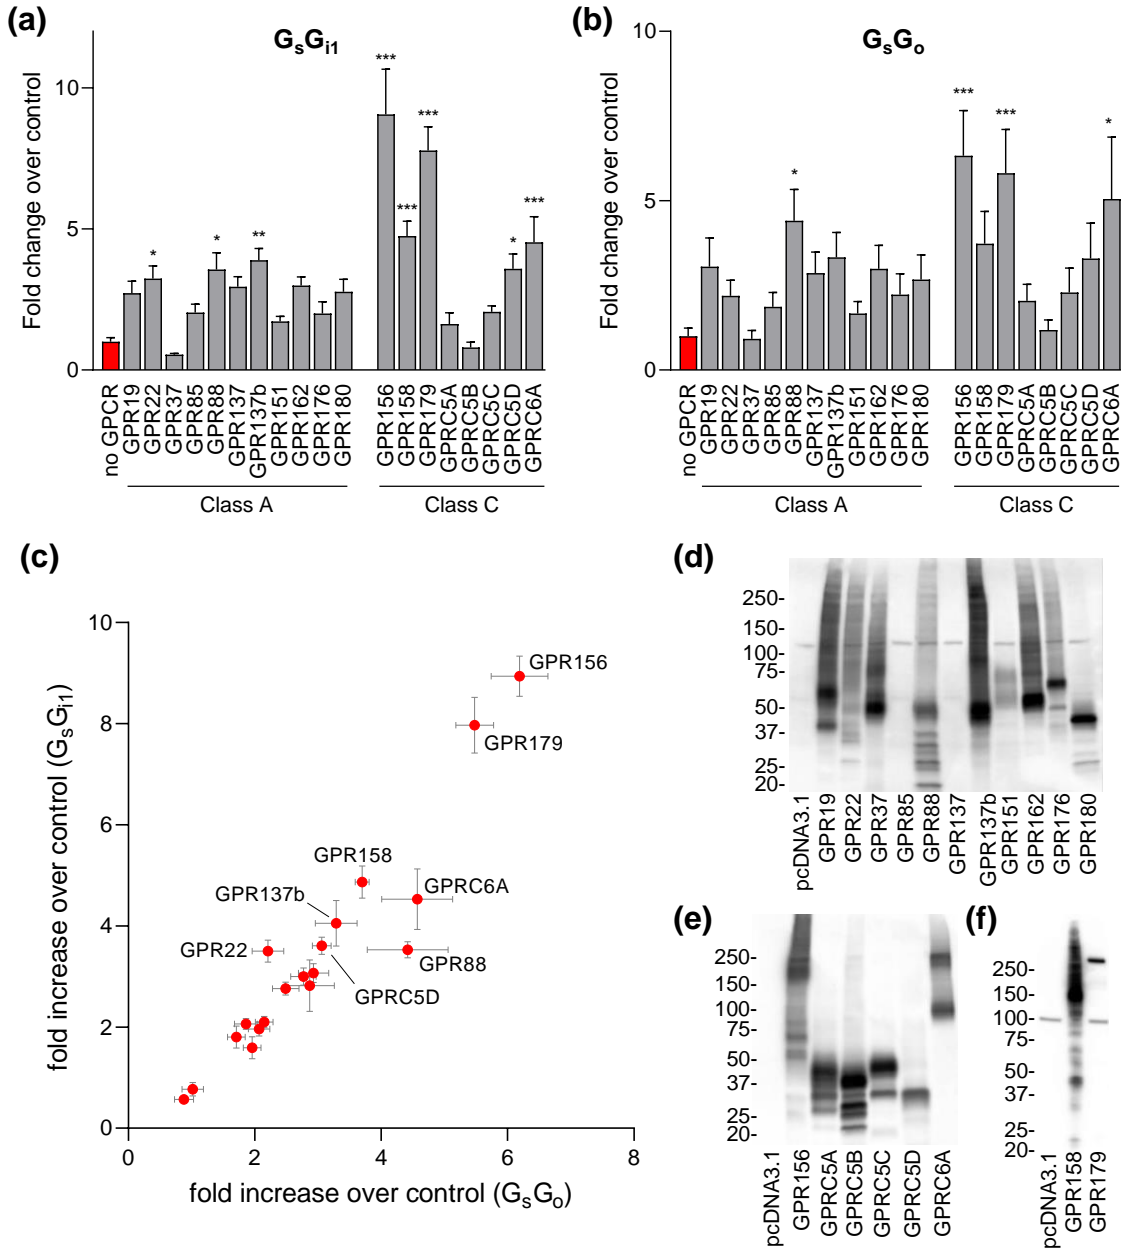 (a)
GsGi1
Fold change over control
10
5
0
***
***
***
*
*
**
*
***
no GPCR
GPR19
GPR22
GPR37
GPR85
GPR88
GPR137
GPR137b
GPR151
GPR162
GPR176
GPR180
GPR156
GPR158
GPR179
GPRC5A
GPRC5B
GPRC5C
GPRC5D
GPRC6A
Class A
Class C
(b)
GsGo
Fold change over control
10
5
0
*
***
***
*
no GPCR
GPR19
GPR22
GPR37
GPR85
GPR88
GPR137
GPR137b
GPR151
GPR162
GPR176
GPR180
GPR156
GPR158
GPR179
GPRC5A
GPRC5B
GPRC5C
GPRC5D
GPRC6A
Class A
Class C
(c)
fold increase over control (GsGi1)
10
8
6
4
2
0
GPR156
GPR179
GPR158
GPRC6A
GPR137b
GPR22
GPR88
GPRC5D
0 2 4 6 8
fold increase over control (GsGo)
(d)
250-
150-
100-
75-
50-
37-
25-
20-
pcDNA3.1
GPR19
GPR22
GPR37
GPR85
GPR88
GPR137
GPR137b
GPR151
GPR162
GPR176
GPR180
(e)
250-
150-
100-
75-
50-
37-
25-
20-
pcDNA3.1
GPR156
GPRC5A
GPRC5B
GPRC5C
GPRC5D
GPRC6A
(f)
250-
150-
100-
75-
50-
37-
25-
20-
pcDNA3.1
GPR158
GPR179